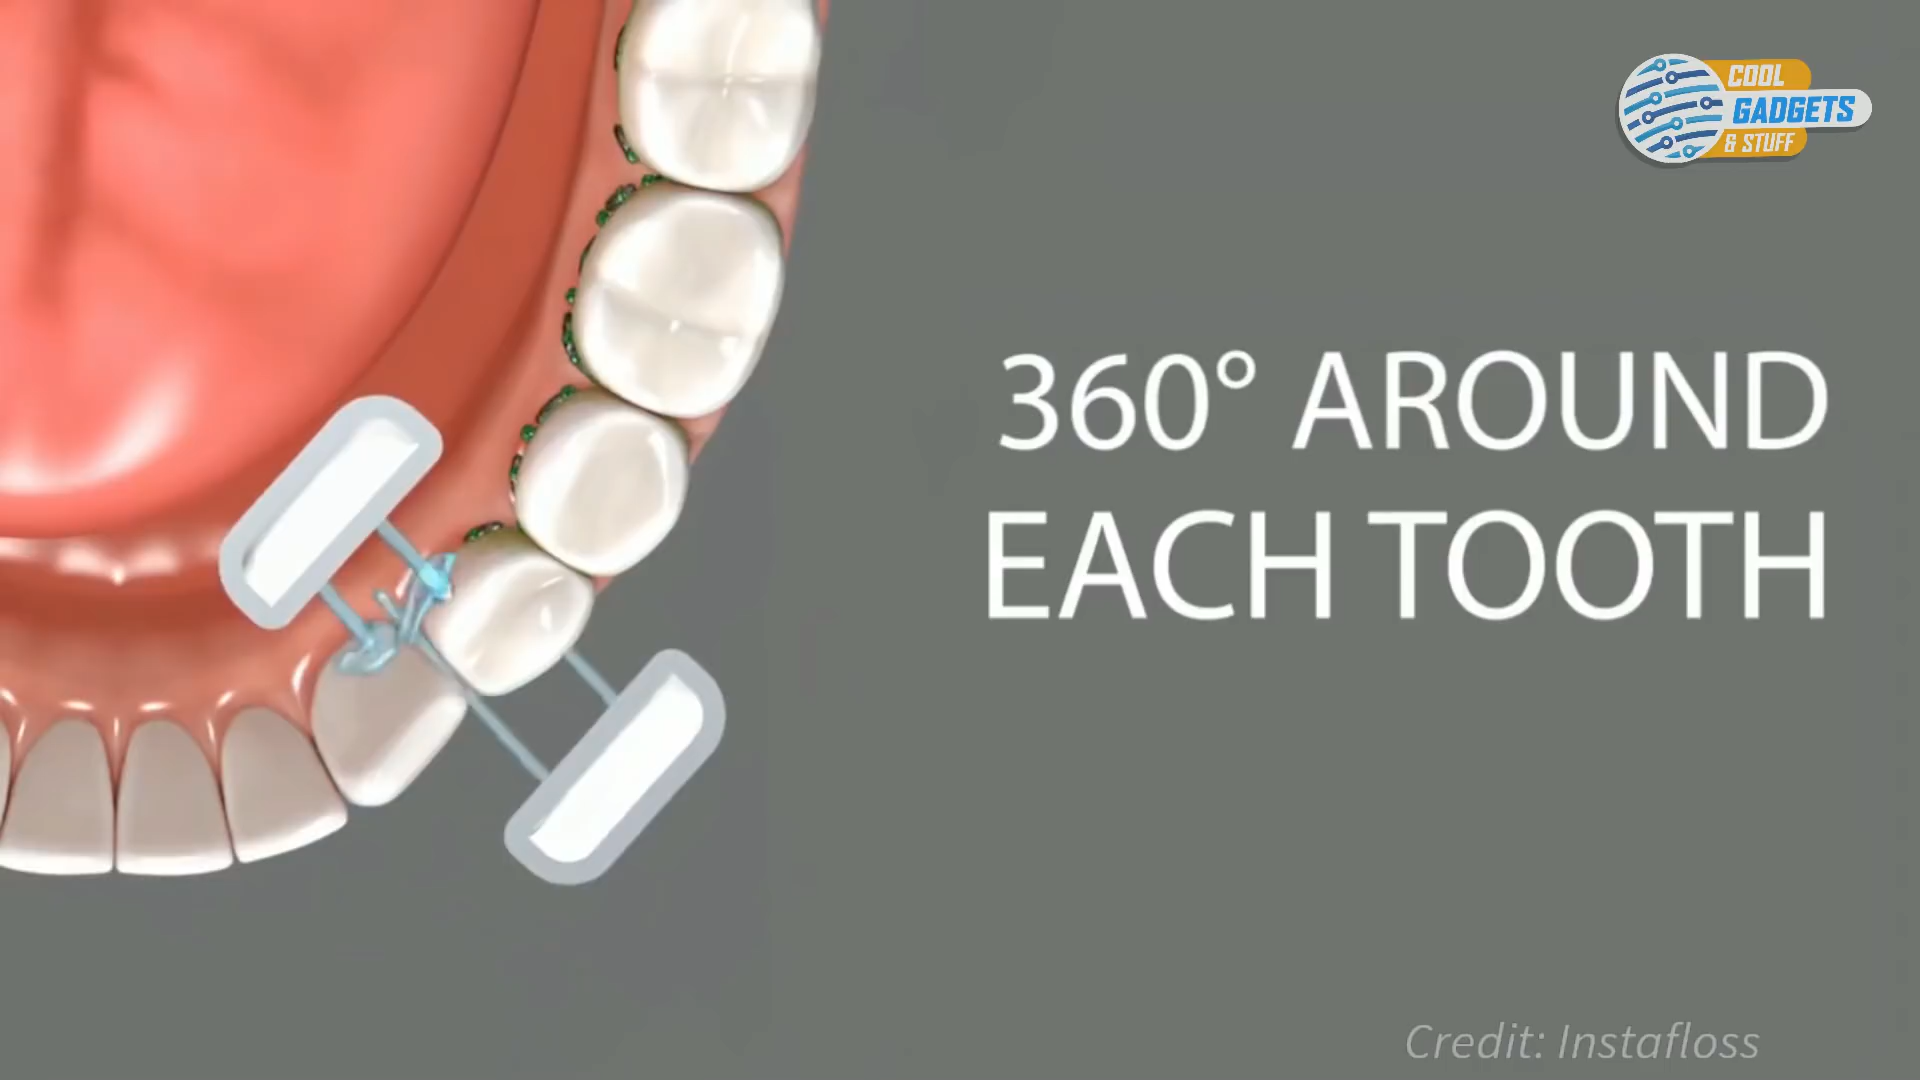 COOL
GADGETS
& STUFF
360° AROUND
EACH TOOTH
Credit: Instafloss